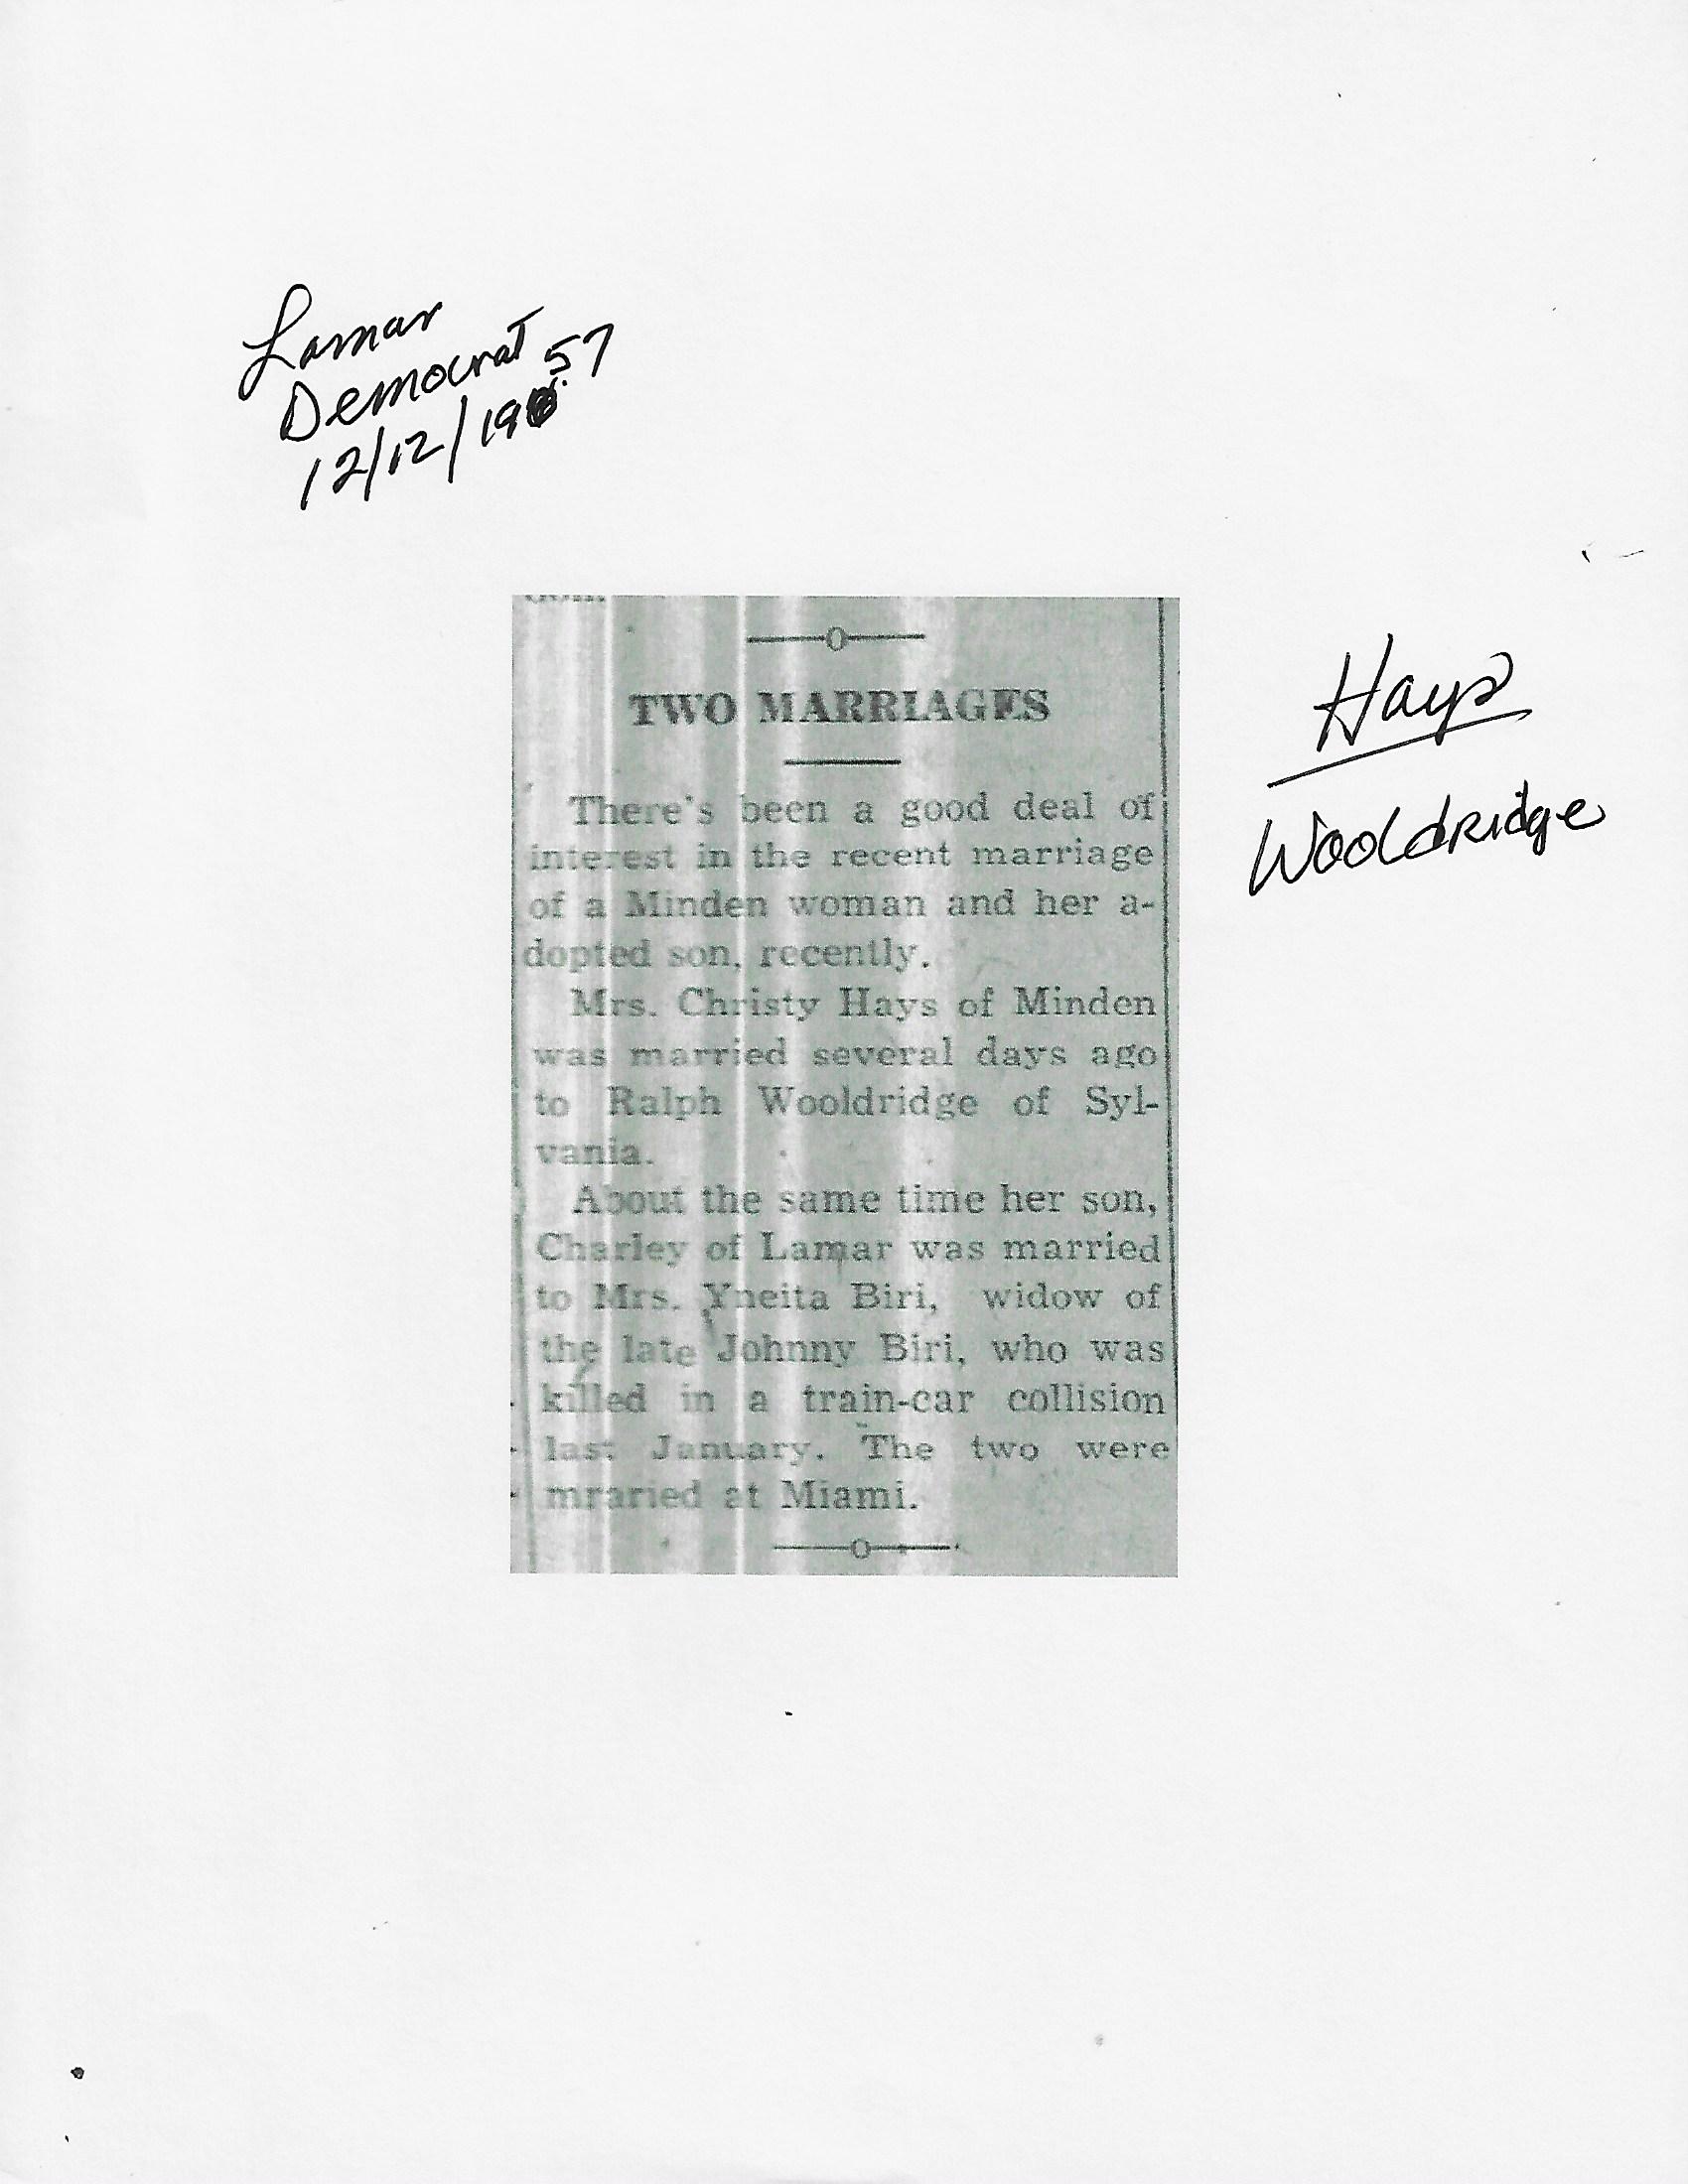 Lamar
Democrat 57
12/12/19
—o—
TWO MARRIAGES
There's been a good deal of
interest in the recent marriage
of a Minden woman and her a-
dopted son, recently.
Mrs. Christy Hays of Minden
was married several days ago
to Ralph Wooldridge of Syl-
vania.
About the same time her son,
Charley of Lamar was married
to Mrs. Yneita Biri, widow of
the late Johnny Biri, who was
killed in a train-car collision
last January. The two were
mraried at Miami.
—o—
Hays
Wooldridge